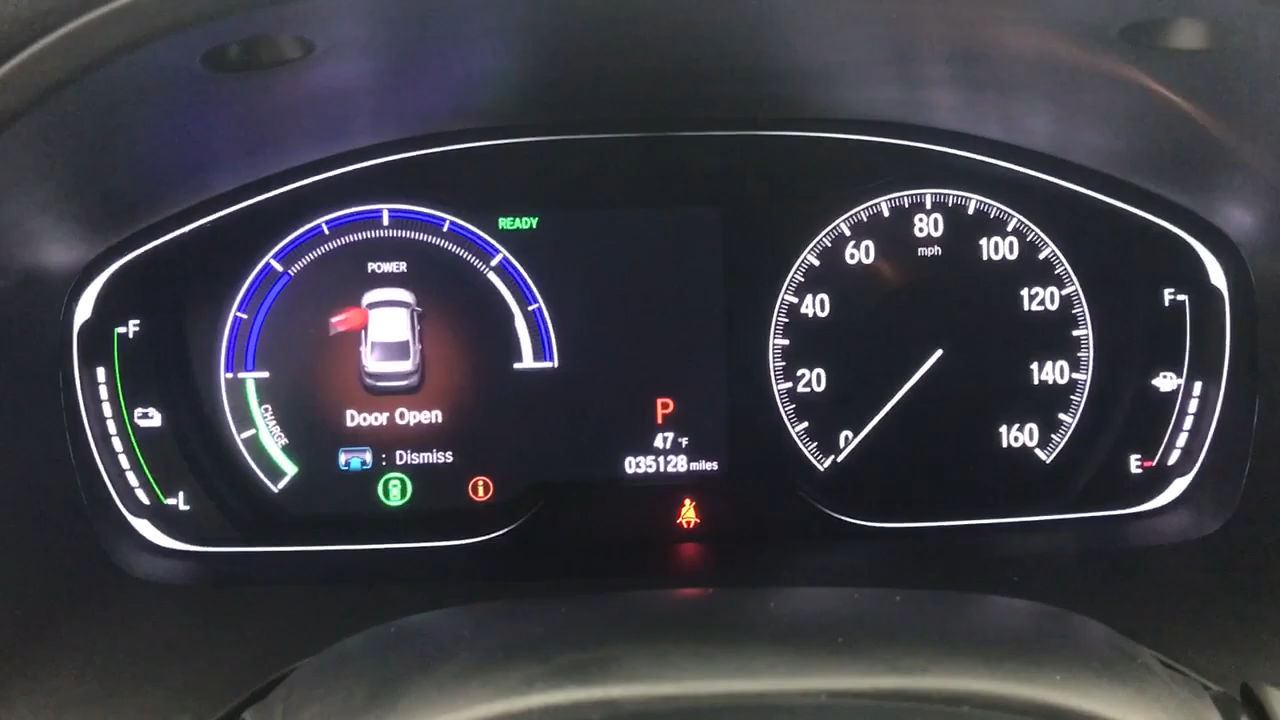 READY
POWER
F
L
CHARGE
Door Open
: Dismiss
P
47 °F
035128 miles
0
20
40
60
80
mph
100
120
140
160
F
E